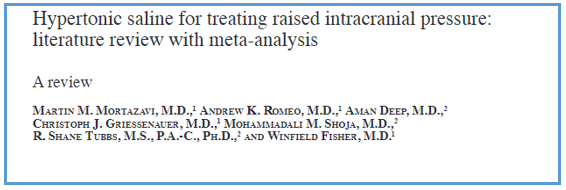 Hypertonic saline for treating raised intracranial pressure:
literature review with meta-analysis
A review
Martin M. Mortazavi, M.D.,¹ Andrew K. Romeo, M.D.,¹ Aman Deep, M.D.,²
Christoph J. Griessenauer, M.D.,¹ Mohammadali M. Shoja, M.D.,²
R. Shane Tubbs, M.S., P.A.-C., Ph.D.,² and Winfield Fisher, M.D.¹